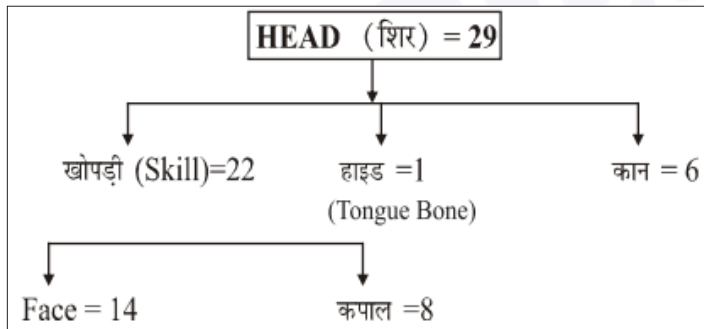 HEAD (शिर) = 29
खोपड़ी (Skill)=22 हाइड =1 कान = 6
(Tongue Bone)
Face = 14 कपाल =8